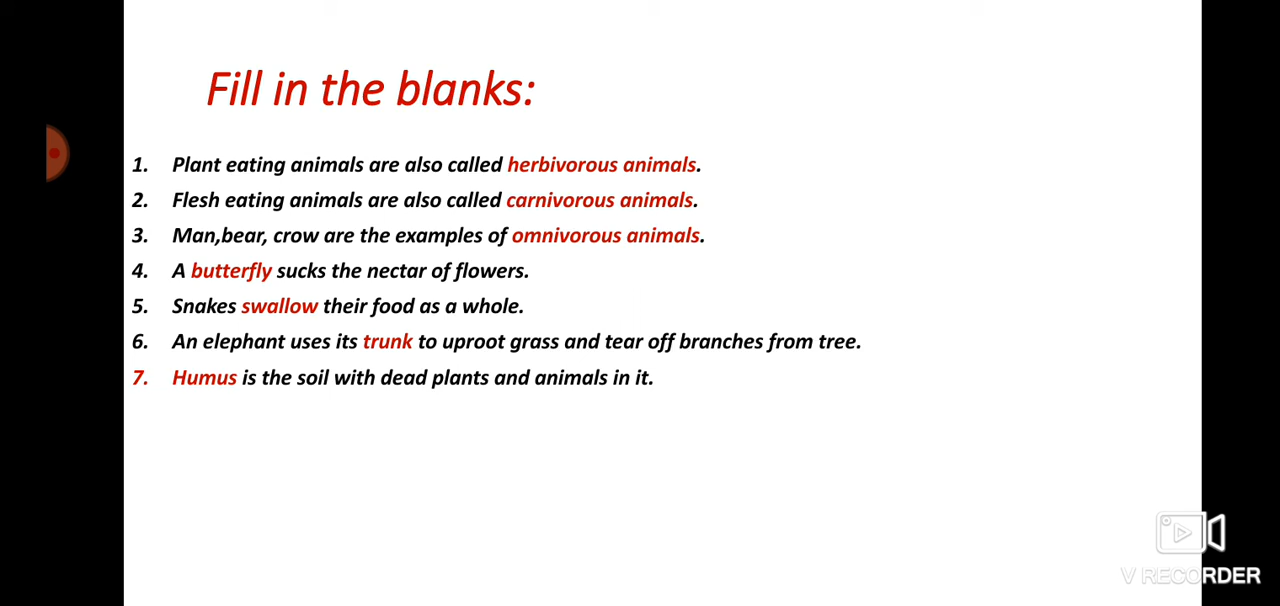 Fill in the blanks:
1. Plant eating animals are also called herbivorous animals.
2. Flesh eating animals are also called carnivorous animals.
3. Man,bear, crow are the examples of omnivorous animals.
4. A butterfly sucks the nectar of flowers.
5. Snakes swallow their food as a whole.
6. An elephant uses its trunk to uproot grass and tear off branches from tree.
7. Humus is the soil with dead plants and animals in it.
V RECORDER